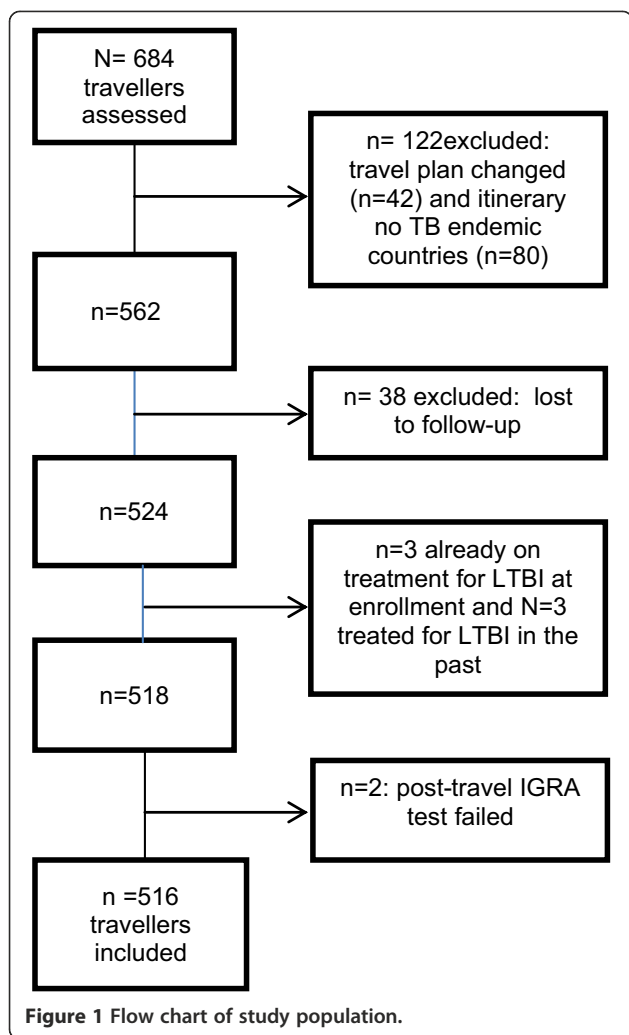 N= 684
travellers
assessed
n= 122excluded:
travel plan changed
(n=42) and itinerary
no TB endemic
countries (n=80)
n=562
n= 38 excluded:  lost
to follow-up
n=524
n=3 already on
treatment for LTBI at
enrollment and N=3
treated for LTBI in the
past
n=518
n=2: post-travel IGRA
test failed
n =516
travellers
included
Figure 1 Flow chart of study population.